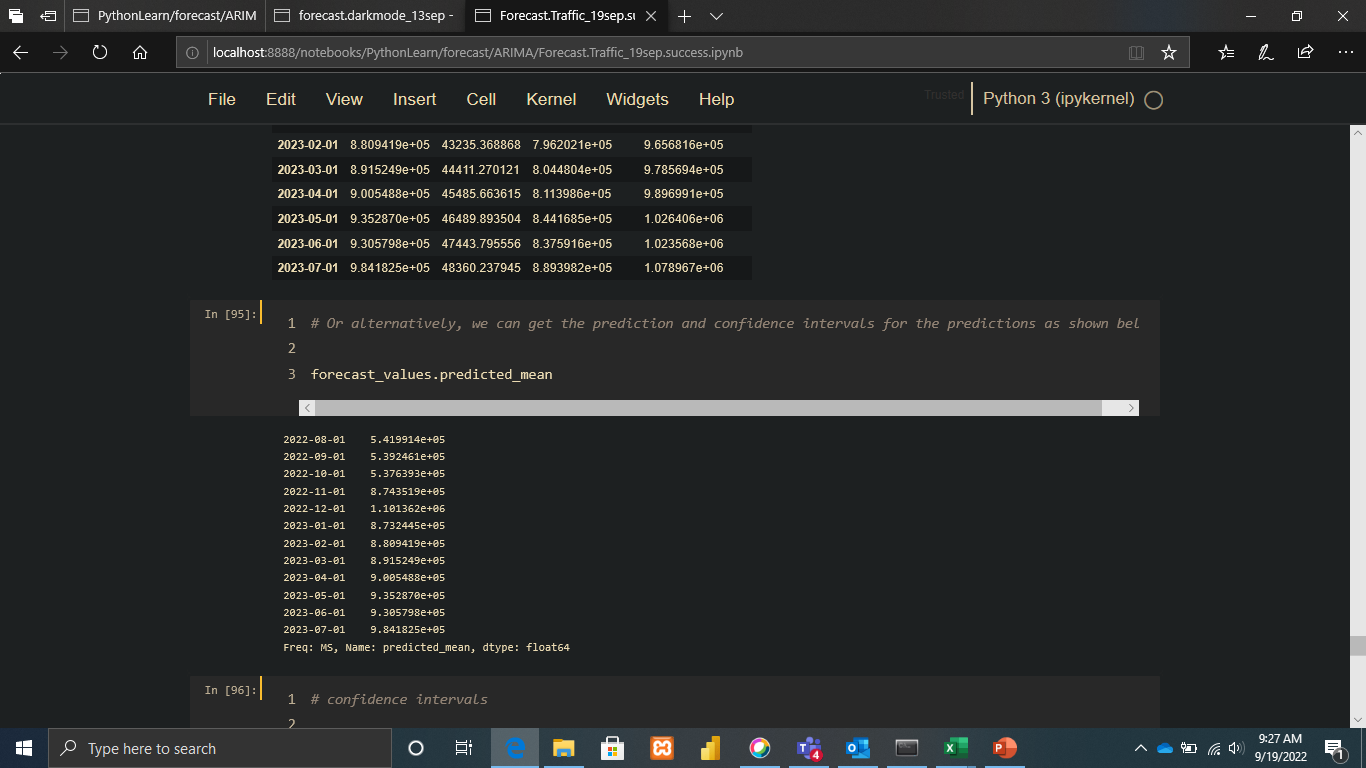 PythonLearn/forecast/ARIM
forecast.darkmode_13sep -
Forecast.Traffic_19sep.su
localhost:8888/notebooks/PythonLearn/forecast/ARIMA/Forecast.Traffic_19sep.success.ipynb
File Edit View Insert Cell Kernel Widgets Help Trusted Python 3 (ipykernel)
2023-02-01 8.809419e+05 43235.368868 7.962021e+05 9.656816e+05
2023-03-01 8.915249e+05 44411.270121 8.044804e+05 9.785694e+05
2023-04-01 9.005488e+05 45485.663615 8.113986e+05 9.896991e+05
2023-05-01 9.352870e+05 46489.893504 8.441685e+05 1.026406e+06
2023-06-01 9.305798e+05 47443.795556 8.375916e+05 1.023568e+06
2023-07-01 9.841825e+05 48360.237945 8.893982e+05 1.078967e+06
In [95]:
1 # Or alternatively, we can get the prediction and confidence intervals for the predictions as shown bel
2
3 forecast_values.predicted_mean
2022-08-01 5.419914e+05
2022-09-01 5.392461e+05
2022-10-01 5.376393e+05
2022-11-01 8.743519e+05
2022-12-01 1.101362e+06
2023-01-01 8.732445e+05
2023-02-01 8.809419e+05
2023-03-01 8.915249e+05
2023-04-01 9.005488e+05
2023-05-01 9.352870e+05
2023-06-01 9.305798e+05
2023-07-01 9.841825e+05
Freq: MS, Name: predicted_mean, dtype: float64
In [96]:
1 # confidence intervals
2
Type here to search
4
9:27 AM
9/19/2022
1